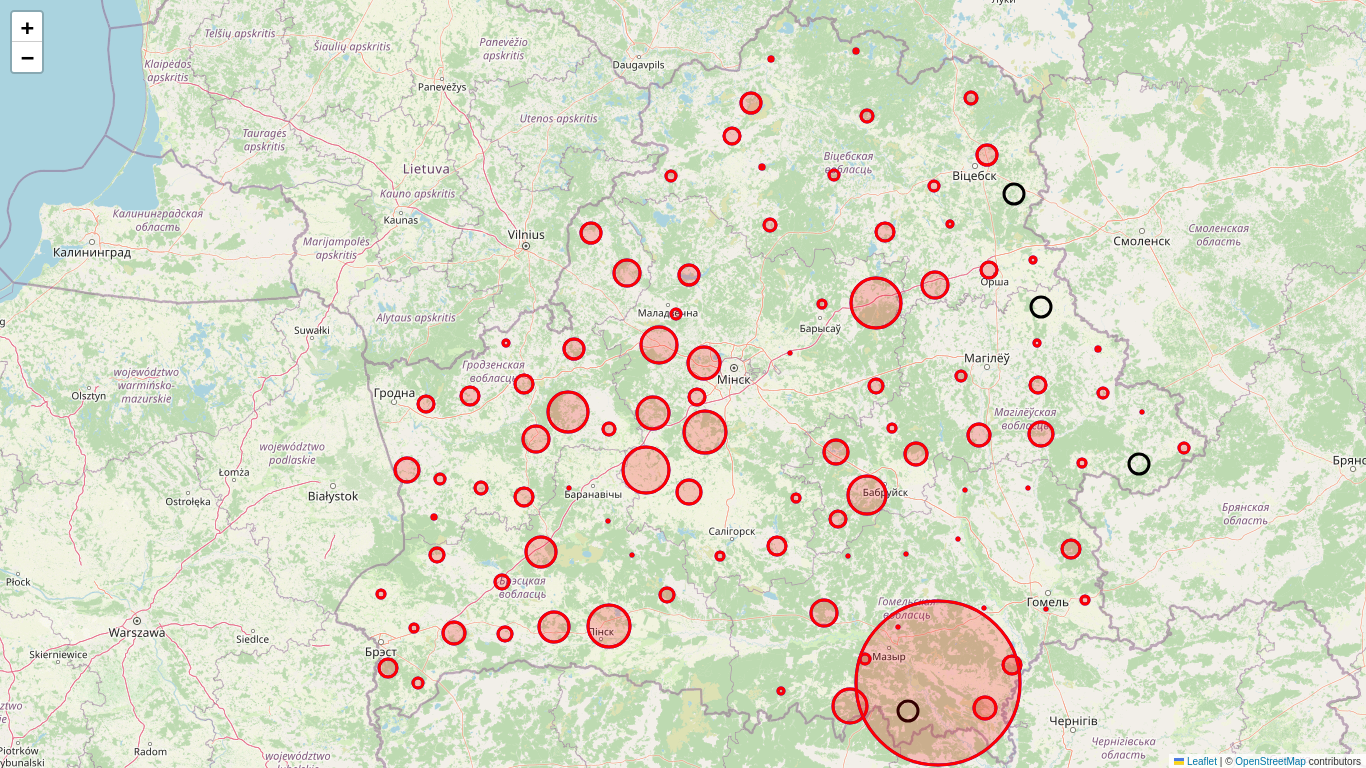 +
−
Луки
Telšių apskritis
Šiaulių apskritis
Panevėžio
apskritis
Klaipėdos
apskritis
Daugavpils
Panevėžys
Utenos apskritis
Tauragės
apskritis
Lietuva
Kauno apskritis
Kaunas
Віцебская
вобласць
Віцебск
Калининградская
область
Калининград
Marijampolės
apskritis
Vilnius
Смоленск
Смоленская
область
Орша
Alytaus apskritis
Маладзечна
Suwałki
Барысаў
Магілёў
województwo
warmińsko-
mazurskie
Olsztyn
Гродзенская
вобласць
Гродна
Мінск
Магілёўская
вобласць
województwo
podlaskie
Łomża
Ostrołęka
Białystok
Баранавічы
Бабруйск
Брянская
область
Салігорск
Płock
Брэсцкая
вобласць
Гомельская
вобласць
Гомель
Warszawa
Siedlce
Skierniewice
Брэст
Пінск
Мазыр
Чернігів
Чернігівська
область
Radom
województwo
Leaflet | © OpenStreetMap contributors